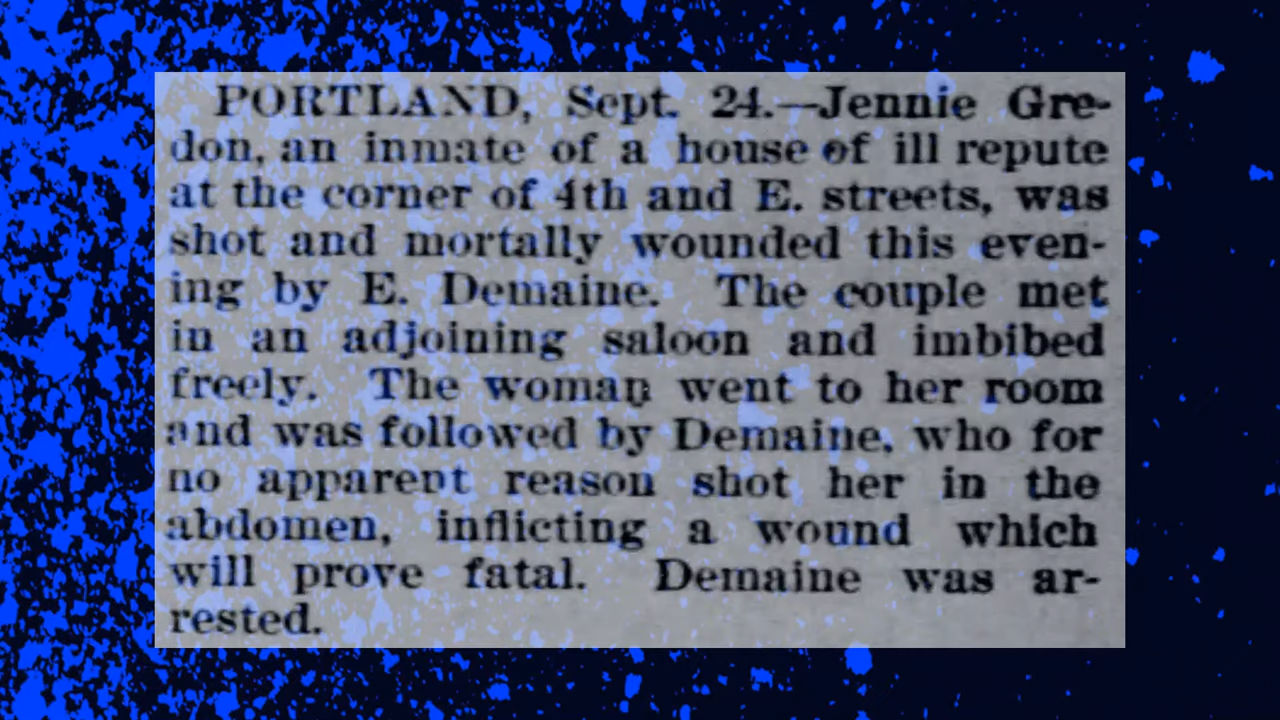 PORTLAND, Sept. 24.—Jennie Gre-
don, an inmate of a house of ill repute
at the corner of 4th and E. streets, was
shot and mortally wounded this even-
ing by E. Demaine. The couple met
in an adjoining saloon and imbibed
freely. The woman went to her room
and was followed by Demaine, who for
no apparent reason shot her in the
abdomen, inflicting a wound which
will prove fatal. Demaine was ar-
rested.